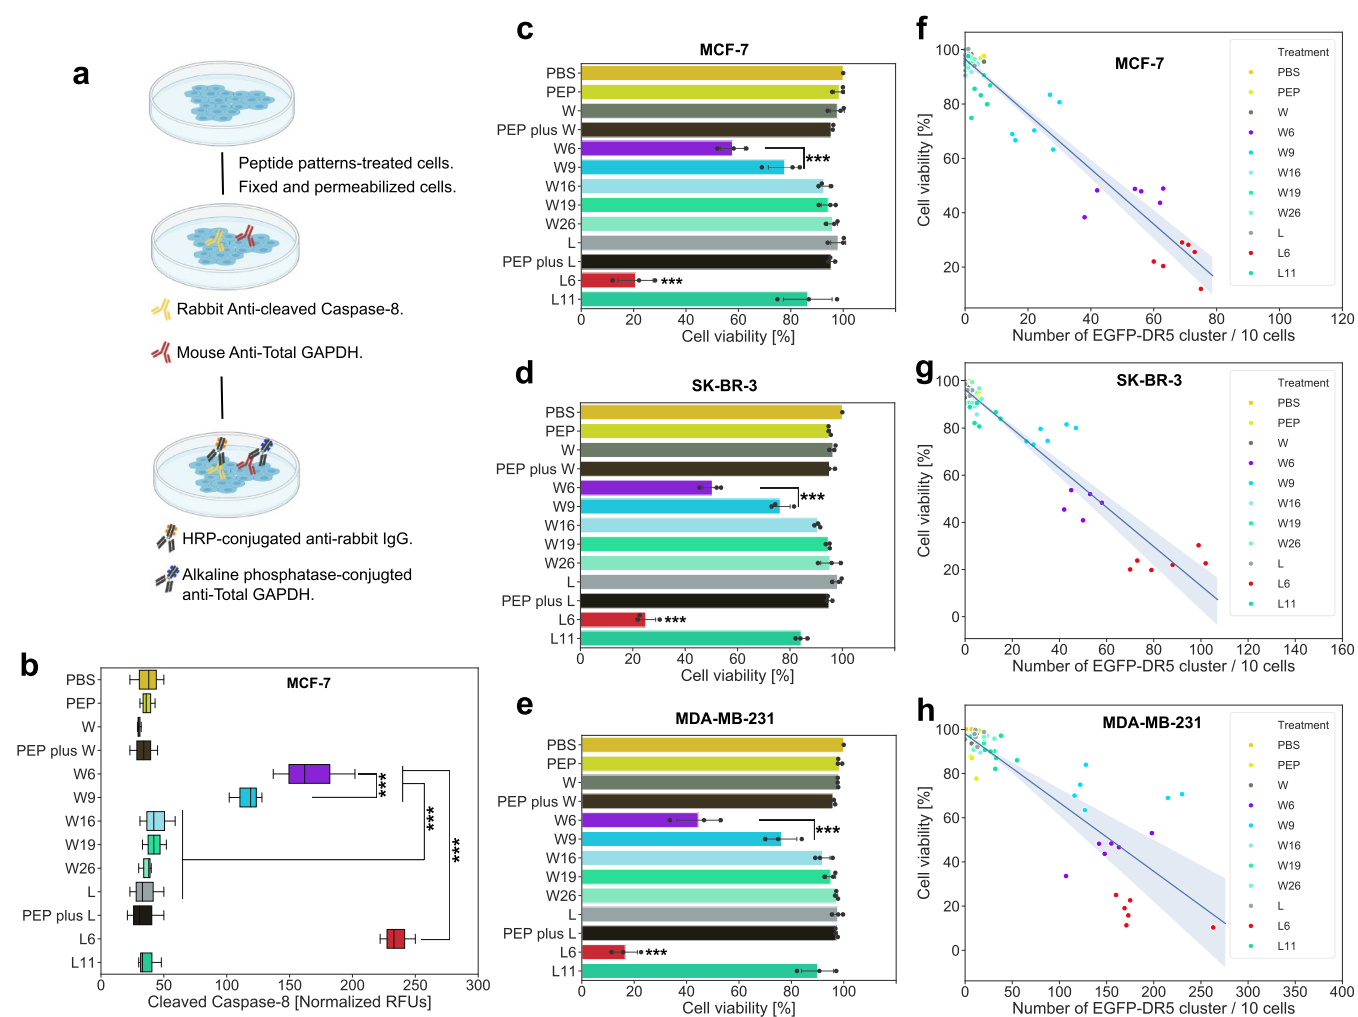 a
Peptide patterns-treated cells.
Fixed and permeabilized cells.
Rabbit Anti-cleaved Caspase-8.
Mouse Anti-Total GAPDH.
HRP-conjugated anti-rabbit IgG.
Alkaline phosphatase-conjugted
anti-Total GAPDH.
b
MCF-7
PBS
PEP
W
PEP plus W
W6
W9
W16
W19
W26
L
PEP plus L
L6
L11
***
***
***
0 50 100 150 200 250 300
Cleaved Caspase-8 [Normalized RFUs]
c
MCF-7
PBS
PEP
W
PEP plus W
W6
W9
W16
W19
W26
L
PEP plus L
L6
L11
***
***
0 20 40 60 80 100
Cell viability [%]
d
SK-BR-3
PBS
PEP
W
PEP plus W
W6
W9
W16
W19
W26
L
PEP plus L
L6
L11
***
***
0 20 40 60 80 100
Cell viability [%]
e
MDA-MB-231
PBS
PEP
W
PEP plus W
W6
W9
W16
W19
W26
L
PEP plus L
L6
L11
***
***
0 20 40 60 80 100
Cell viability [%]
f
MCF-7
Cell viability [%]
100
80
60
40
20
0 20 40 60 80 100 120
Number of EGFP-DR5 cluster / 10 cells
Treatment
PBS
PEP
W
W6
W9
W16
W19
W26
L
L6
L11
g
SK-BR-3
Cell viability [%]
100
80
60
40
20
0
0 20 40 60 80 100 120 140 160
Number of EGFP-DR5 cluster / 10 cells
Treatment
PBS
PEP
W
W6
W9
W16
W19
W26
L
L6
L11
h
MDA-MB-231
Cell viability [%]
100
80
60
40
20
0
0 50 100 150 200 250 300 350 400
Number of EGFP-DR5 cluster / 10 cells
Treatment
PBS
PEP
W
W6
W9
W16
W19
W26
L
L6
L11